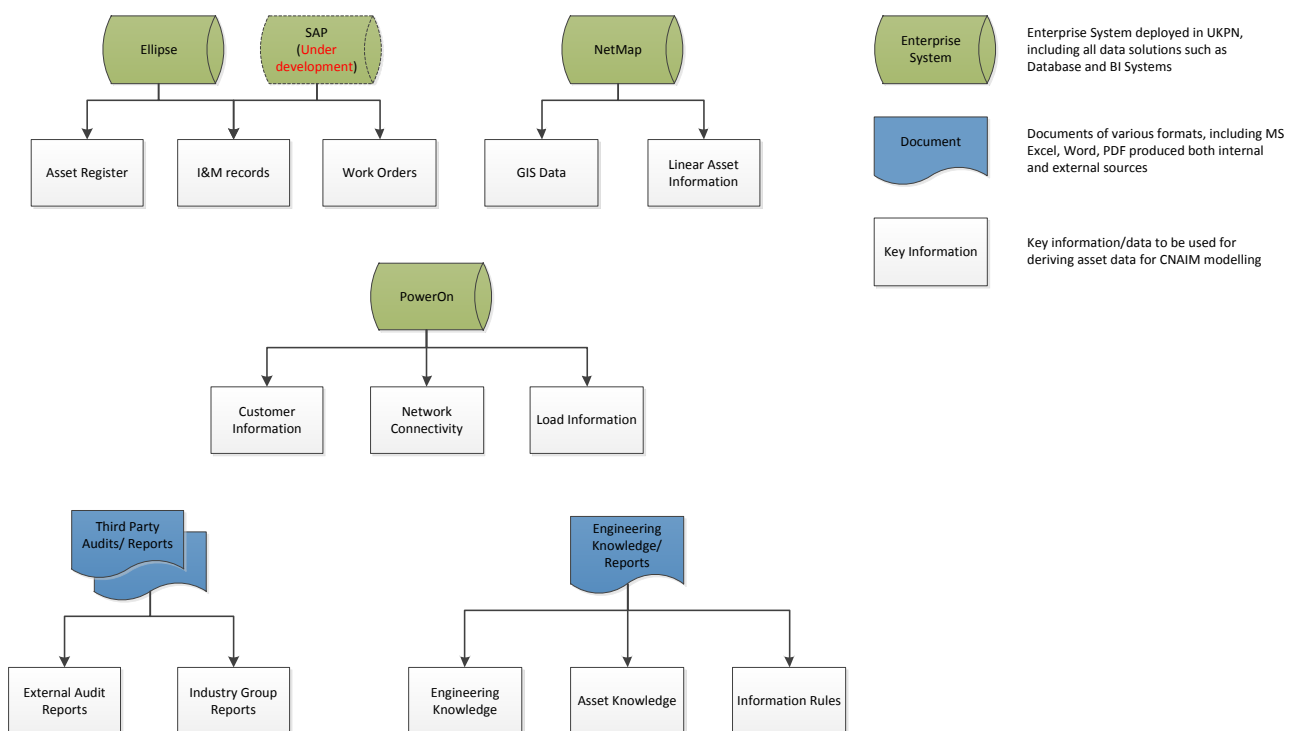 Ellipse
SAP
(Under
development)
NetMap
Enterprise
System
Enterprise System deployed in UKPN,
including all data solutions such as
Database and BI Systems
Asset Register
I&M records
Work Orders
GIS Data
Linear Asset
Information
Document
Documents of various formats, including MS
Excel, Word, PDF produced both internal
and external sources
Key Information
Key information/data to be used for
deriving asset data for CNAIM modelling
PowerOn
Customer
Information
Network
Connectivity
Load Information
Third Party
Audits/ Reports
Engineering
Knowledge/
Reports
External Audit
Reports
Industry Group
Reports
Engineering
Knowledge
Asset Knowledge
Information Rules